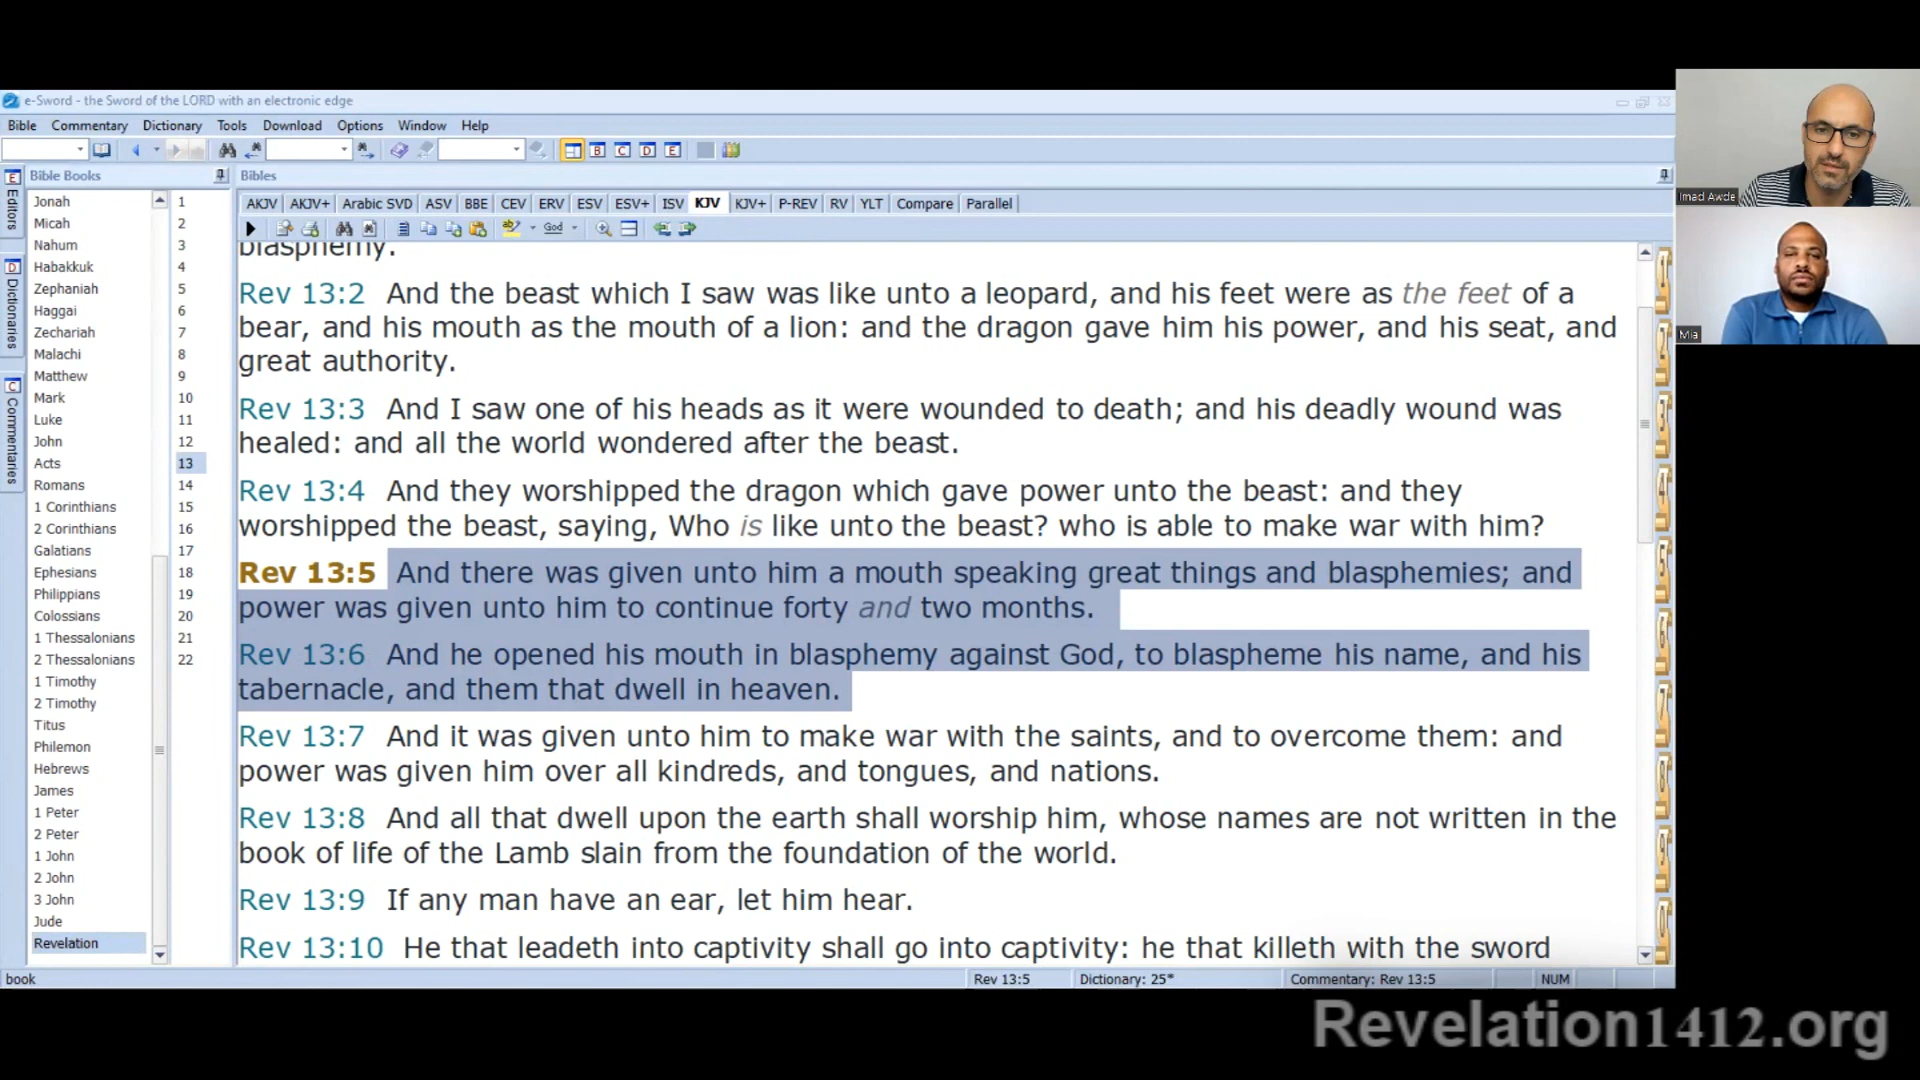 e-Sword - the Sword of the LORD with an electronic edge
Bible Commentary Dictionary Tools Download Options Window Help
Bible Books
Bibles
Editors
Dictionaries
Commentaries
Jonah
Micah
Nahum
Habakkuk
Zephaniah
Haggai
Zechariah
Malachi
Matthew
Mark
Luke
John
Acts
Romans
1 Corinthians
2 Corinthians
Galatians
Ephesians
Philippians
Colossians
1 Thessalonians
2 Thessalonians
1 Timothy
2 Timothy
Titus
Philemon
Hebrews
James
1 Peter
2 Peter
1 John
2 John
3 John
Jude
Revelation
1
2
3
4
5
6
7
8
9
10
11
12
13
14
15
16
17
18
19
20
21
22
AKJV AKJV+ Arabic SVD ASV BBE CEV ERV ESV ESV+ ISV KJV KJV+ P-REV RV YLT Compare Parallel
blasphemy.
Rev 13:2 And the beast which I saw was like unto a leopard, and his feet were as the feet of a
bear, and his mouth as the mouth of a lion: and the dragon gave him his power, and his seat, and
great authority.
Rev 13:3 And I saw one of his heads as it were wounded to death; and his deadly wound was
healed: and all the world wondered after the beast.
Rev 13:4 And they worshipped the dragon which gave power unto the beast: and they
worshipped the beast, saying, Who is like unto the beast? who is able to make war with him?
Rev 13:5 And there was given unto him a mouth speaking great things and blasphemies; and
power was given unto him to continue forty and two months.
Rev 13:6 And he opened his mouth in blasphemy against God, to blaspheme his name, and his
tabernacle, and them that dwell in heaven.
Rev 13:7 And it was given unto him to make war with the saints, and to overcome them: and
power was given him over all kindreds, and tongues, and nations.
Rev 13:8 And all that dwell upon the earth shall worship him, whose names are not written in the
book of life of the Lamb slain from the foundation of the world.
Rev 13:9 If any man have an ear, let him hear.
Rev 13:10 He that leadeth into captivity shall go into captivity: he that killeth with the sword
book Rev 13:5 Dictionary: 25* Commentary: Rev 13:5 NUM
Imad Awde
Mia
Revelation1412.org